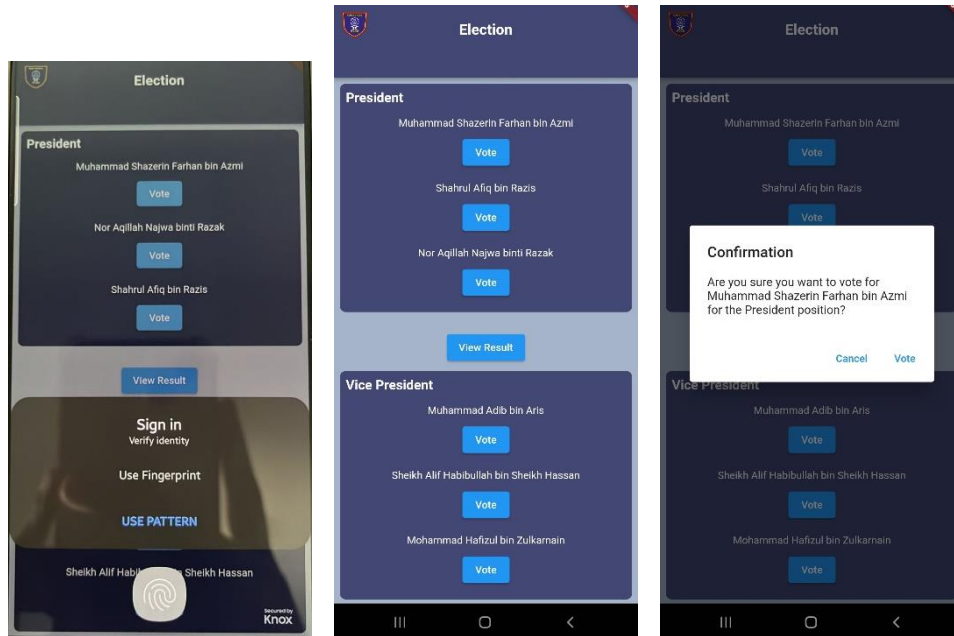 Election
President
Muhammad Shazerin Farhan bin Azmi
Vote
Nor Aqillah Najwa binti Razak
Vote
Shahrul Afiq bin Razis
Vote
View Result
Sign in
Verify identity
Use Fingerprint
USE PATTERN
Sheikh Alif Sheikh Hassan
Secured by
Knox
Election
President
Muhammad Shazerin Farhan bin Azmi
Vote
Shahrul Afiq bin Razis
Vote
Nor Aqillah Najwa binti Razak
Vote
View Result
Vice President
Muhammad Adib bin Aris
Vote
Sheikh Alif Habibullah bin Sheikh Hassan
Vote
Mohammad Hafizul bin Zulkarnain
Vote
Election
President
Muhammad Shazerin Farhan bin Azmi
Vote
Shahrul Afiq bin Razis
Vote
Confirmation
Are you sure you want to vote for
Muhammad Shazerin Farhan bin Azmi
for the President position?
Cancel Vote
Vice President
Muhammad Adib bin Aris
Vote
Sheikh Alif Habibullah bin Sheikh Hassan
Vote
Mohammad Hafizul bin Zulkarnain
Vote